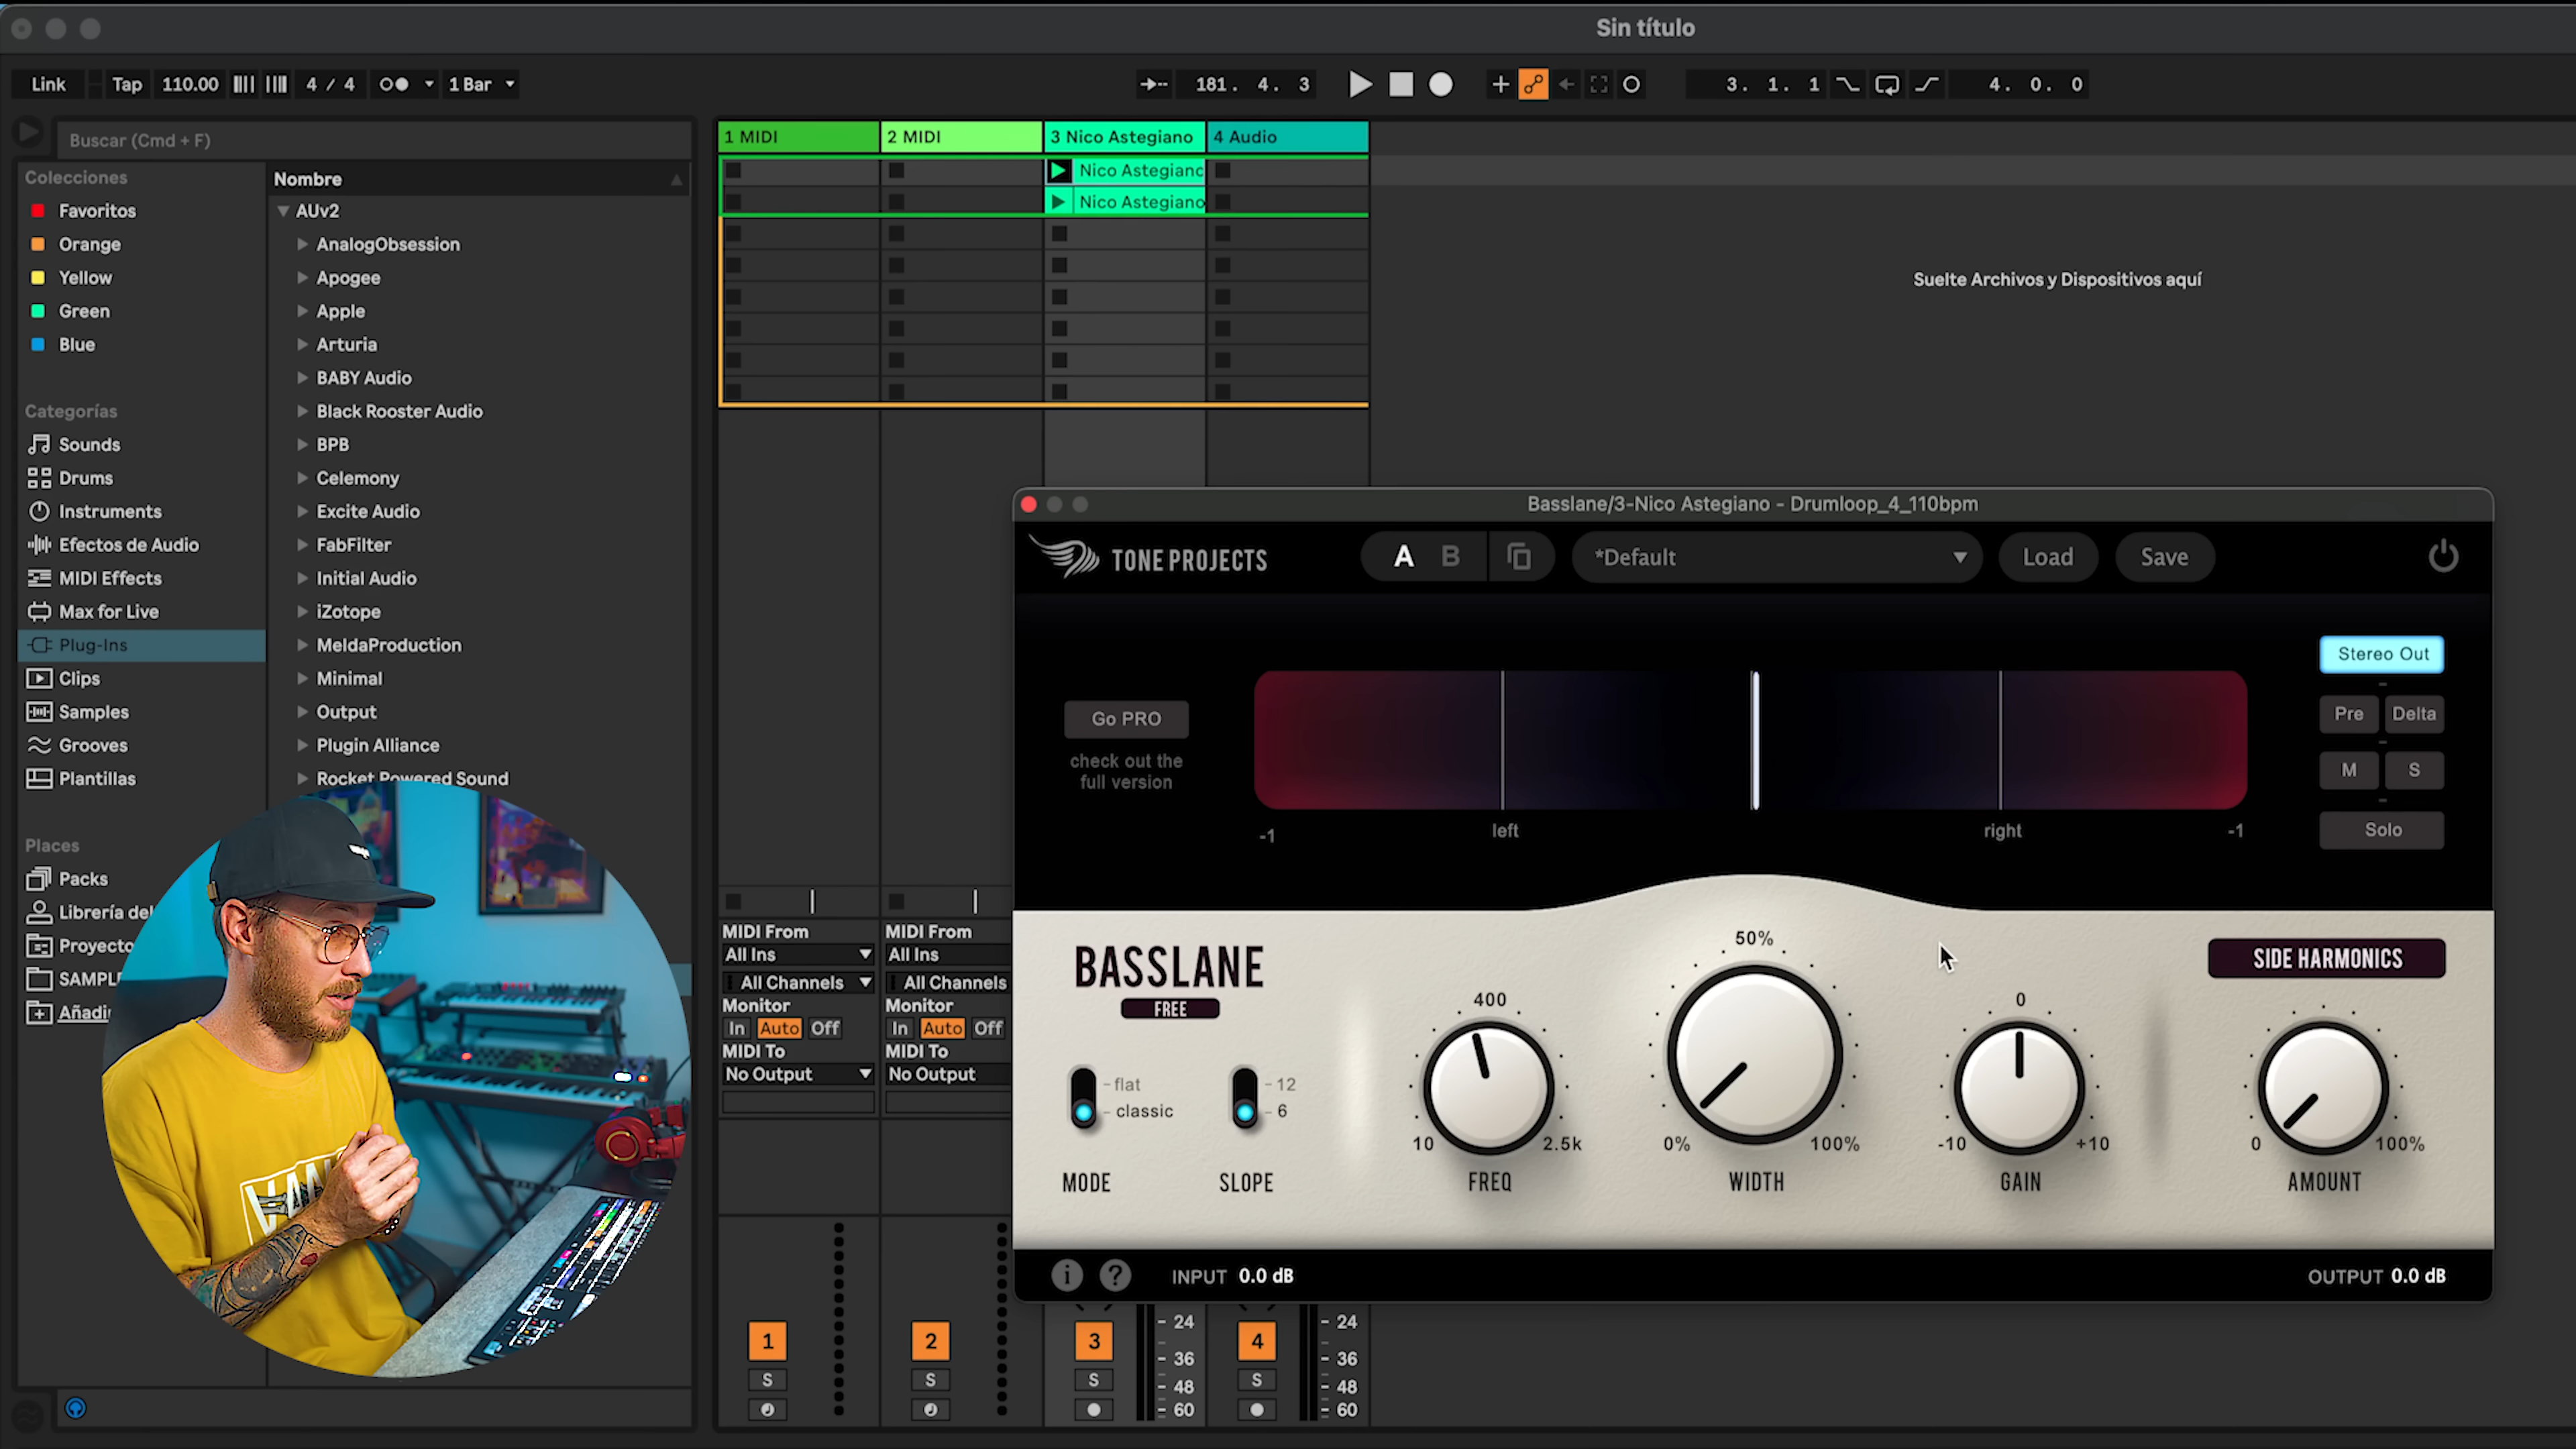 Sin título
Link
Tap
110.00
4 / 4
1 Bar
181. 4. 3
3. 1. 1
4. 0. 0
Buscar (Cmd + F)
Colecciones
Favoritos
Orange
Yellow
Green
Blue
Categorías
Sounds
Drums
Instruments
Efectos de Audio
MIDI Effects
Max for Live
Plug-Ins
Clips
Samples
Grooves
Plantillas
Places
Packs
Librería del
Proyecto
SAMPL
Añadi
Nombre
AUv2
AnalogObsession
Apogee
Apple
Arturia
BABY Audio
Black Rooster Audio
BPB
Celemony
Excite Audio
FabFilter
Initial Audio
iZotope
MeldaProduction
Minimal
Output
Plugin Alliance
Rocket Powered Sound
1 MIDI
2 MIDI
3 Nico Astegiano
4 Audio
Nico Astegianc
Nico Astegiano
Suelte Archivos y Dispositivos aquí
MIDI From
All Ins
All Channels
Monitor
In Auto Off
MIDI To
No Output
MIDI From
All Ins
All Channels
Monitor
In Auto Off
MIDI To
No Output
1
S
2
S
3
S
24
36
48
60
4
S
24
36
48
60
Basslane/3-Nico Astegiano - Drumloop_4_110bpm
TONE PROJECTS
A B
*Default
Load
Save
Go PRO
check out the
full version
-1
left
right
-1
Stereo Out
Pre Delta
M S
Solo
BASSLANE
FREE
flat
classic
MODE
12
6
SLOPE
400
10
2.5k
FREQ
50%
0%
100%
WIDTH
0
-10
+10
GAIN
SIDE HARMONICS
0
100%
AMOUNT
INPUT 0.0 dB
OUTPUT 0.0 dB